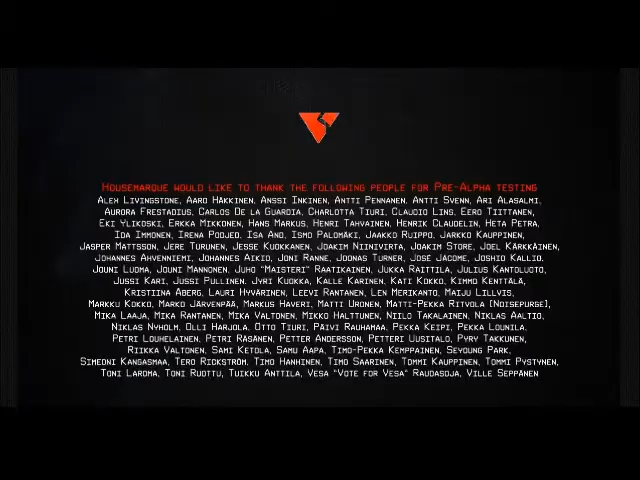 Housemarque would like to thank the following people for Pre-Alpha testing
Alex Livingstone, Aaro Häkkinen, Anssi Inkinen, Antti Pennanen, Antti Svenn, Ari Alasalmi,
Aurora Frestadius, Carlos De la Guardia, Charlotta Tiuri, Claudio Lins, Eero Tiittanen,
Eki Ylikoski, Erkka Mikkonen, Hans Markus, Henri Tahvainen, Henrik Claudelin, Heta Petra,
Ida Immonen, Irena Poojeo, Isa Ano, Ismo Palomäki, Jaakko Ruippo, Jarkko Kauppinen,
Jasper Mattsson, Jere Turunen, Jesse Kuokkanen, Joakim Niinivirta, Joakim Store, Joel Kärkkäinen,
Johannes Ahvenniemi, Johannes Aikio, Joni Ranne, Joonas Turner, José Jácome, Joshio Kallio,
Jouni Luoma, Jouni Mannonen, Juho "Maisteri" Raatikainen, Jukka Raittila, Julius Kantoluoto,
Jussi Kari, Jussi Pullinen, Jyri Kuokka, Kalle Karinen, Kati Kokko, Kimmo Kenttälä,
Kristiina Aberg, Lauri Hyvärinen, Leevi Rantanen, Len Merikanto, Maiju Lillvis,
Markku Kokko, Marko Järvenpää, Markus Haveri, Matti Uronen, Matti-Pekka Ritvola [Noisepurge],
Mika Laaja, Mika Rantanen, Mika Valtonen, Mikko Halttunen, Niilo Takalainen, Niklas Aaltio,
Niklas Nyholm, Olli Harjola, Otto Tiuri, Päivi Rauhamaa, Pekka Keipi, Pekka Lounila,
Petri Louhelainen, Petri Räsänen, Petter Andersson, Petteri Uusitalo, Pyry Takkunen,
Riikka Valtonen, Sami Ketola, Samu Aapa, Timo-Pekka Kemppainen, Seyoung Park,
Simeoni Kangasmaa, Tero Rickström, Timo Hanhinen, Timo Saarinen, Tommi Kauppinen, Tommi Pystynen,
Toni Laroma, Toni Ruottu, Tuikku Anttila, Vesa "Vote for Vesa" Raudasoja, Ville Seppänen